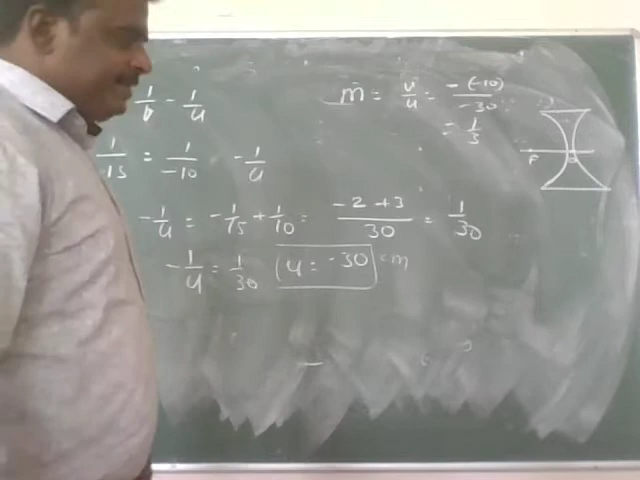 1/v - 1/u
1/-15 = 1/-10 - 1/u
-1/u = -1/15 + 1/10 = -2+3/30 = 1/30
-1/u = 1/30 u = -30 cm
m = v/u = -(-10)/-30
= 1/3
F